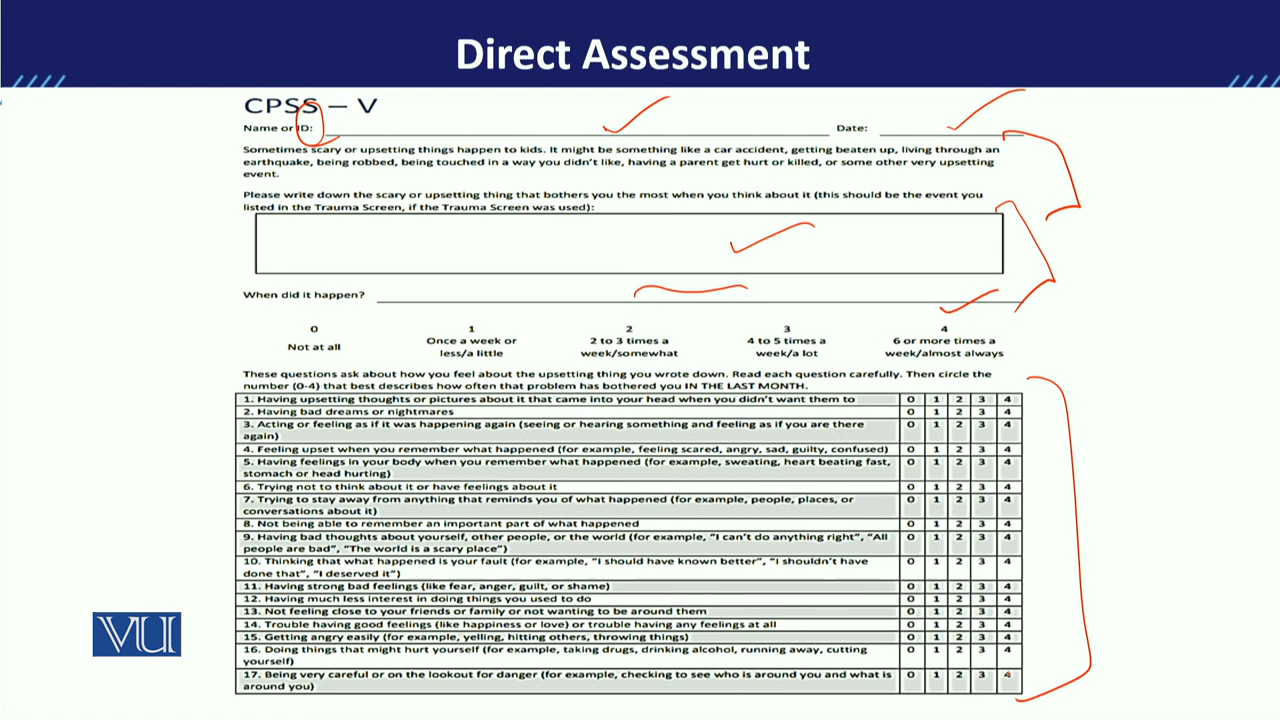 Direct Assessment
CPSS – V
Name or ID:
Date:
Sometimes scary or upsetting things happen to kids. It might be something like a car accident, getting beaten up, living through an
earthquake, being robbed, being touched in a way you didn't like, having a parent get hurt or killed, or some other very upsetting
event.
Please write down the scary or upsetting thing that bothers you the most when you think about it (this should be the event you
listed in the Trauma Screen, if the Trauma Screen was used):
When did it happen?
0 1 2 3 4
Not at all
Once a week or
less/a little
2 to 3 times a
week/somewhat
4 to 5 times a
week/a lot
6 or more times a
week/almost always
These questions ask about how you feel about the upsetting thing you wrote down. Read each question carefully. Then circle the
number (0-4) that best describes how often that problem has bothered you IN THE LAST MONTH.
1. Having upsetting thoughts or pictures about it that came into your head when you didn't want them to 0 1 2 3 4
2. Having bad dreams or nightmares 0 1 2 3 4
3. Acting or feeling as if it was happening again (seeing or hearing something and feeling as if you are there 0 1 2 3 4
again)
4. Feeling upset when you remember what happened (for example, feeling scared, angry, sad, guilty, confused) 0 1 2 3 4
5. Having feelings in your body when you remember what happened (for example, sweating, heart beating fast, 0 1 2 3 4
stomach or head hurting)
6. Trying not to think about it or have feelings about it 0 1 2 3 4
7. Trying to stay away from anything that reminds you of what happened (for example, people, places, or 0 1 2 3 4
conversations about it)
8. Not being able to remember an important part of what happened 0 1 2 3 4
9. Having bad thoughts about yourself, other people, or the world (for example, "I can't do anything right", "All 0 1 2 3 4
people are bad", "The world is a scary place")
10. Thinking that what happened is your fault (for example, "I should have known better", "I shouldn't have 0 1 2 3 4
done that", "I deserved it")
11. Having strong bad feelings (like fear, anger, guilt, or shame) 0 1 2 3 4
12. Having much less interest in doing things you used to do 0 1 2 3 4
13. Not feeling close to your friends or family or not wanting to be around them 0 1 2 3 4
14. Trouble having good feelings (like happiness or love) or trouble having any feelings at all 0 1 2 3 4
15. Getting angry easily (for example, yelling, hitting others, throwing things) 0 1 2 3 4
16. Doing things that might hurt yourself (for example, taking drugs, drinking alcohol, running away, cutting 0 1 2 3 4
yourself)
17. Being very careful or on the lookout for danger (for example, checking to see who is around you and what is 0 1 2 3 4
around you)
VU